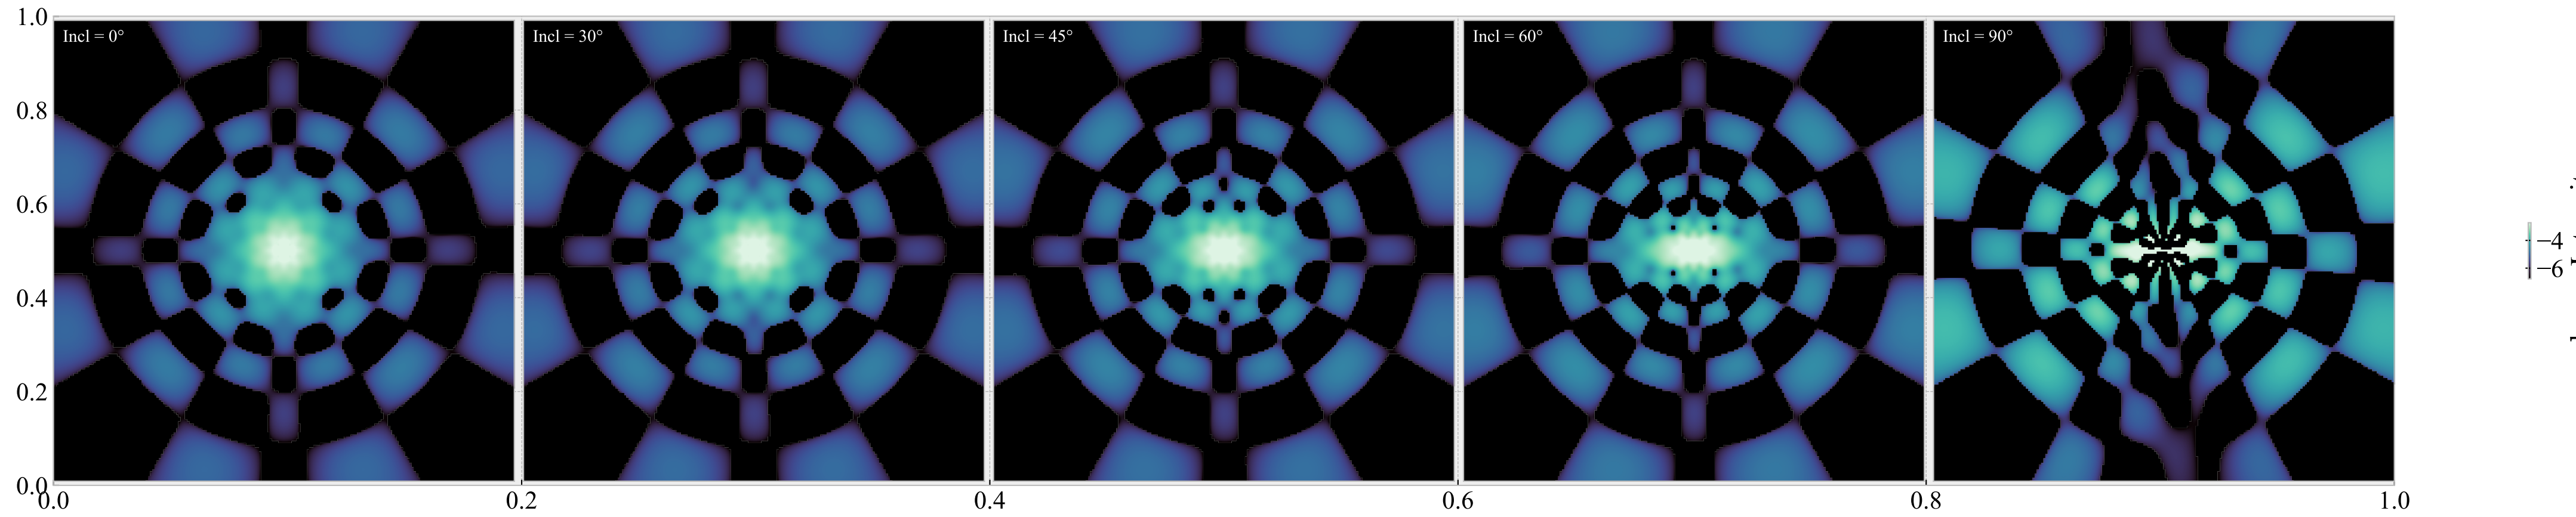 1.0
0.8
0.6
0.4
0.2
0.0
Incl = 0°
Incl = 30°
Incl = 45°
Incl = 60°
Incl = 90°
0.0 0.2 0.4 0.6 0.8 1.0
−4
−6